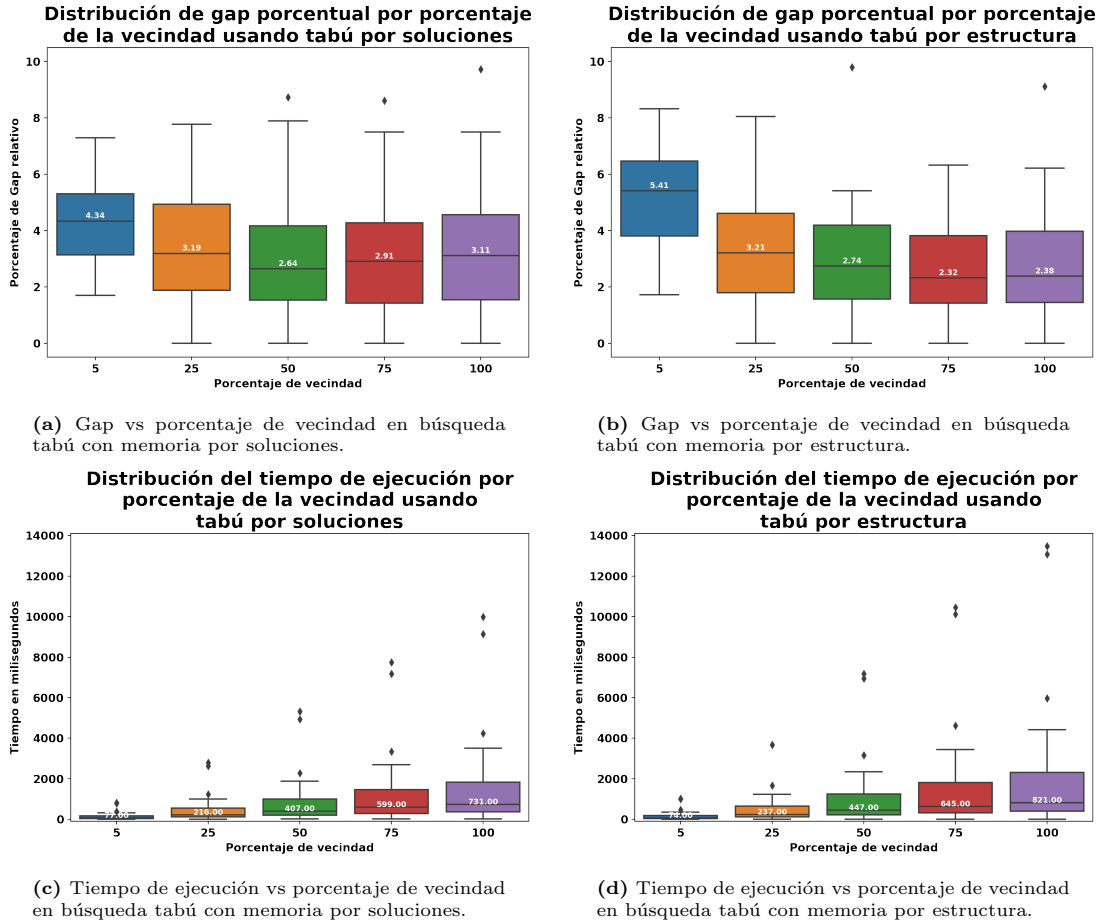 Distribución de gap porcentual por porcentaje
de la vecindad usando tabú por soluciones
Porcentaje de Gap relativo
10
8
6
4
2
0
4.34
3.19
2.64
2.91
3.11
5 25 50 75 100
Porcentaje de vecindad
(a) Gap vs porcentaje de vecindad en búsqueda
tabú con memoria por soluciones.
Distribución de gap porcentual por porcentaje
de la vecindad usando tabú por estructura
Porcentaje de Gap relativo
10
8
6
4
2
0
5.41
3.21
2.74
2.32
2.38
5 25 50 75 100
Porcentaje de vecindad
(b) Gap vs porcentaje de vecindad en búsqueda
tabú con memoria por estructura.
Distribución del tiempo de ejecución por
porcentaje de la vecindad usando
tabú por soluciones
Tiempo en milisegundos
14000
12000
10000
8000
6000
4000
2000
0
216.00
407.00
599.00
731.00
5 25 50 75 100
Porcentaje de vecindad
(c) Tiempo de ejecución vs porcentaje de vecindad
en búsqueda tabú con memoria por soluciones.
Distribución del tiempo de ejecución por
porcentaje de la vecindad usando
tabú por estructura
Tiempo en milisegundos
14000
12000
10000
8000
6000
4000
2000
0
237.00
447.00
645.00
821.00
5 25 50 75 100
Porcentaje de vecindad
(d) Tiempo de ejecución vs porcentaje de vecindad
en búsqueda tabú con memoria por estructura.